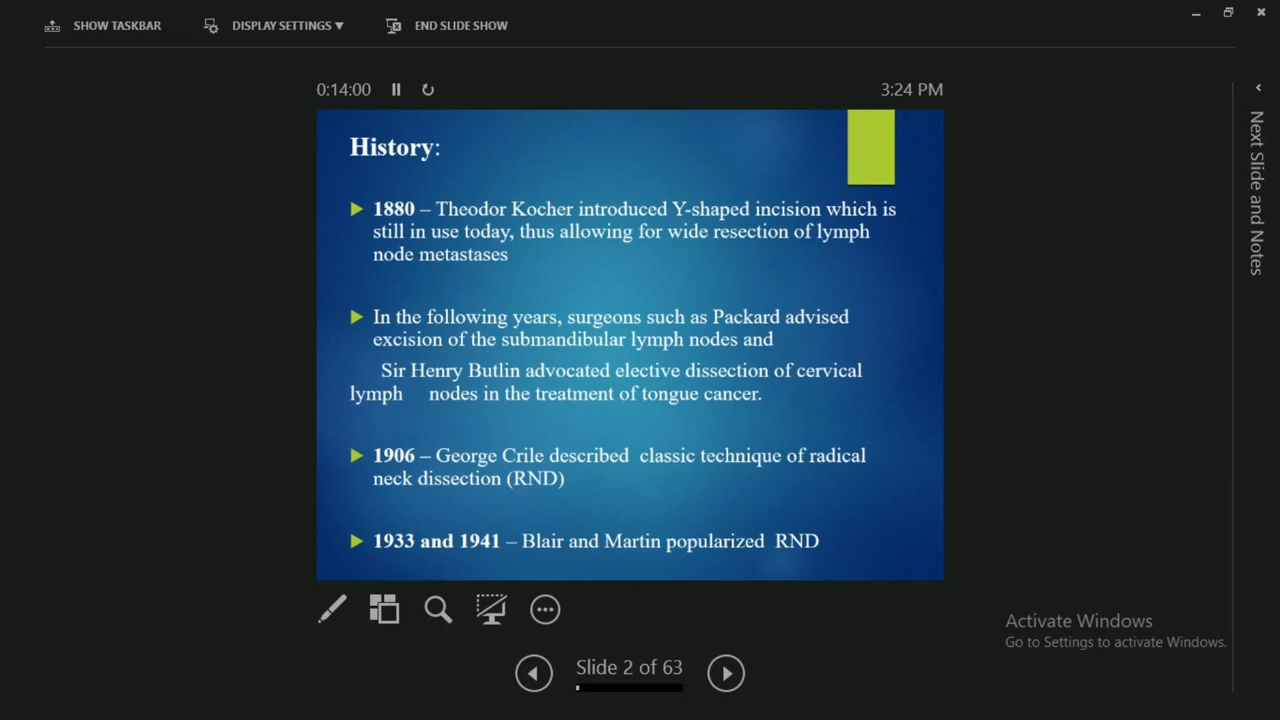 SHOW TASKBAR DISPLAY SETTINGS ▼ END SLIDE SHOW
0:14:00 3:24 PM
Next Slide and Notes
History:
1880 – Theodor Kocher introduced Y-shaped incision which is
still in use today, thus allowing for wide resection of lymph
node metastases
In the following years, surgeons such as Packard advised
excision of the submandibular lymph nodes and
Sir Henry Butlin advocated elective dissection of cervical
lymph nodes in the treatment of tongue cancer.
1906 – George Crile described classic technique of radical
neck dissection (RND)
1933 and 1941 – Blair and Martin popularized RND
Activate Windows
Go to Settings to activate Windows.
Slide 2 of 63